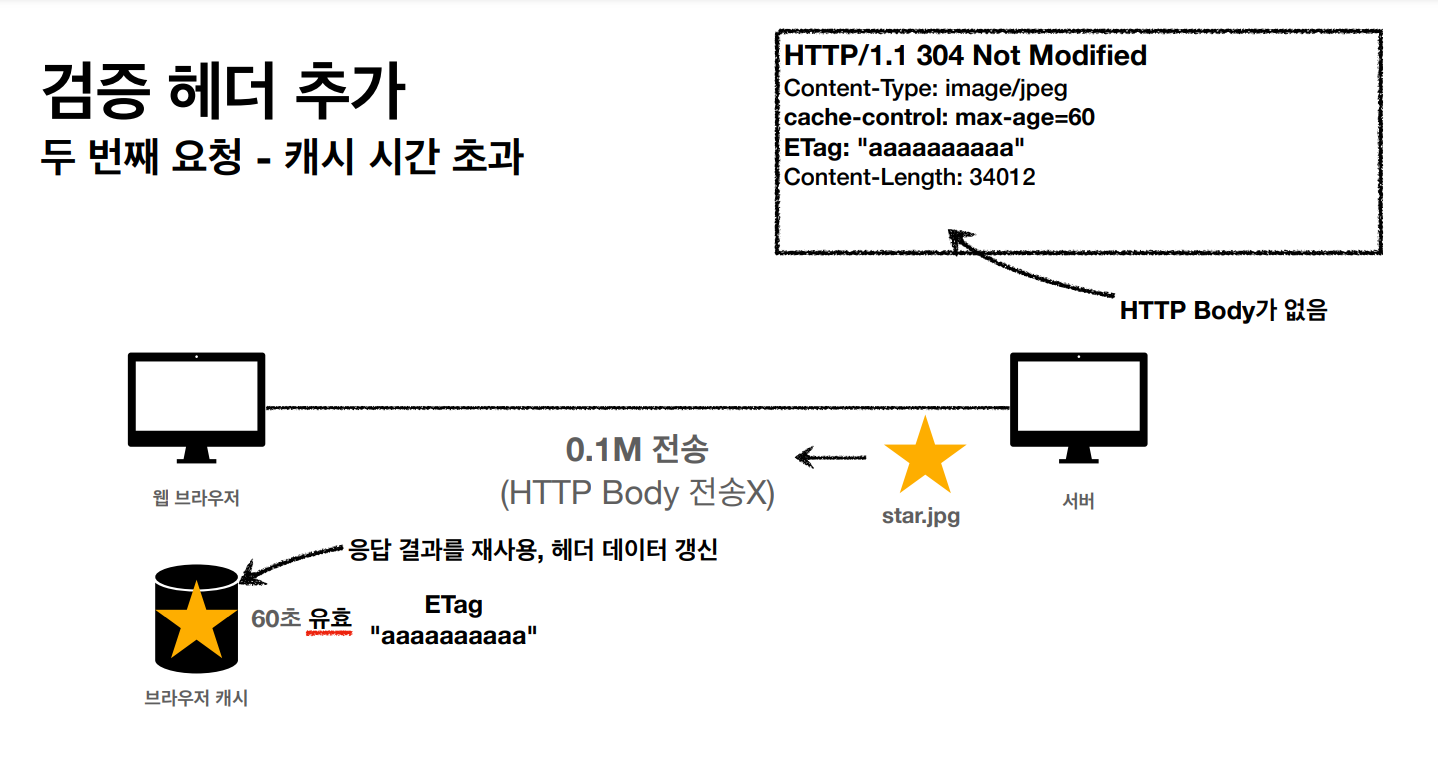 검증 헤더 추가
두 번째 요청 - 캐시 시간 초과
HTTP/1.1 304 Not Modified
Content-Type: image/jpeg
cache-control: max-age=60
ETag: "aaaaaaaaaa"
Content-Length: 34012
HTTP Body가 없음
0.1M 전송
(HTTP Body 전송X)
웹 브라우저
star.jpg
서버
응답 결과를 재사용, 헤더 데이터 갱신
60초 유효
ETag
"aaaaaaaaaa"
브라우저 캐시